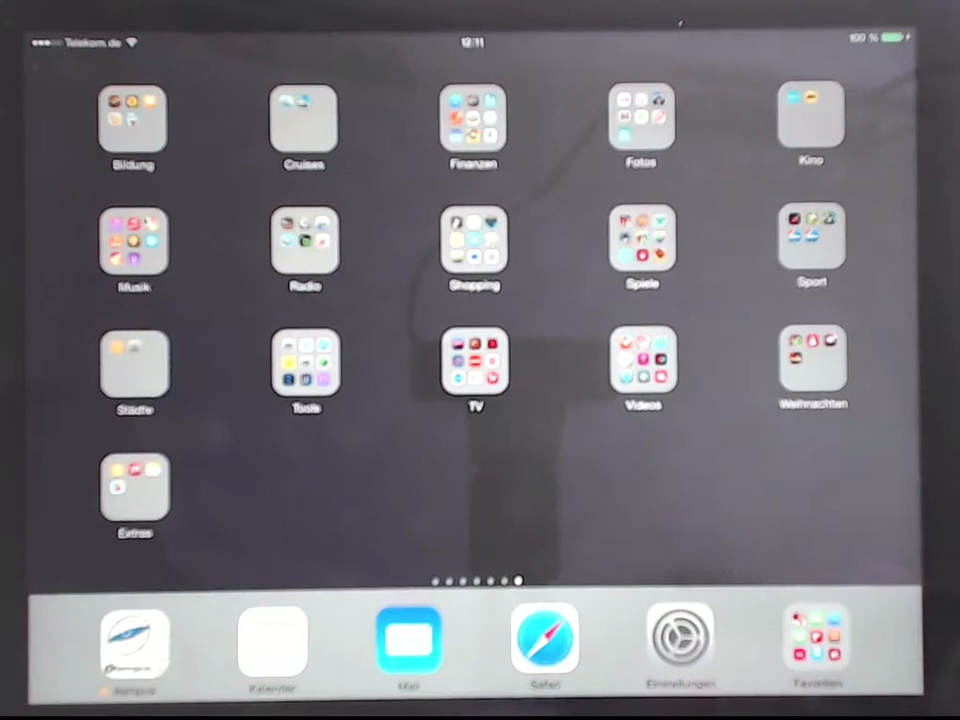 Telekom.de 12:11 100 %
Bildung Cruises Finanzen Fotos Kino
Musik Radio Shopping Spiele Sport
Städte Tools TV Videos Weihnachten
Extras
Kalender Mail Safari Einstellungen Favoriten